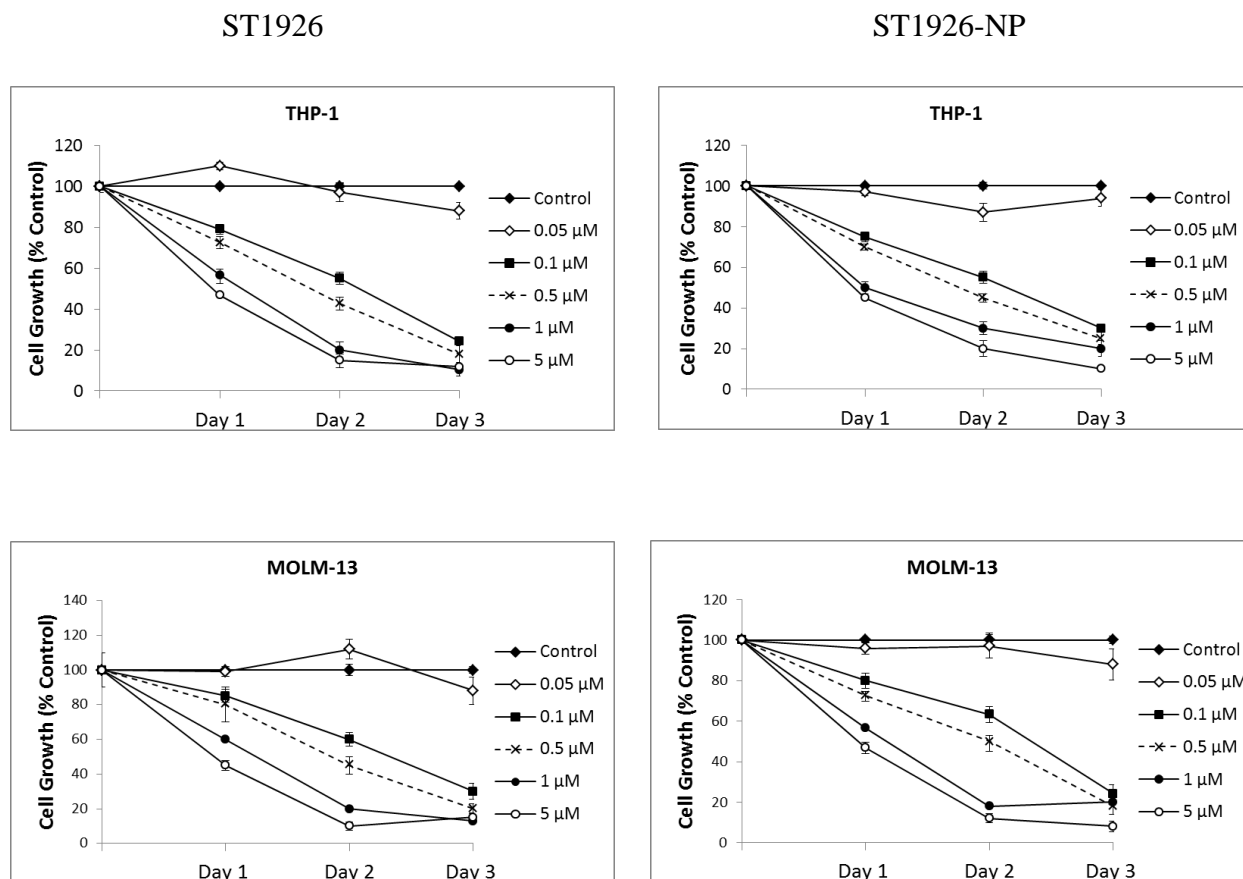 ST1926
ST1926-NP
THP-1
Cell Growth (% Control)
120
100
80
60
40
20
0
Day 1 Day 2 Day 3
Control
0.05 µM
0.1 µM
0.5 µM
1 µM
5 µM
THP-1
Cell Growth (% Control)
120
100
80
60
40
20
0
Day 1 Day 2 Day 3
Control
0.05 µM
0.1 µM
0.5 µM
1 µM
5 µM
MOLM-13
Cell Growth (% Control)
140
120
100
80
60
40
20
0
Day 1 Day 2 Day 3
Control
0.05 µM
0.1 µM
0.5 µM
1 µM
5 µM
MOLM-13
Cell Growth (% Control)
120
100
80
60
40
20
0
Day 1 Day 2 Day 3
Control
0.05 µM
0.1 µM
0.5 µM
1 µM
5 µM